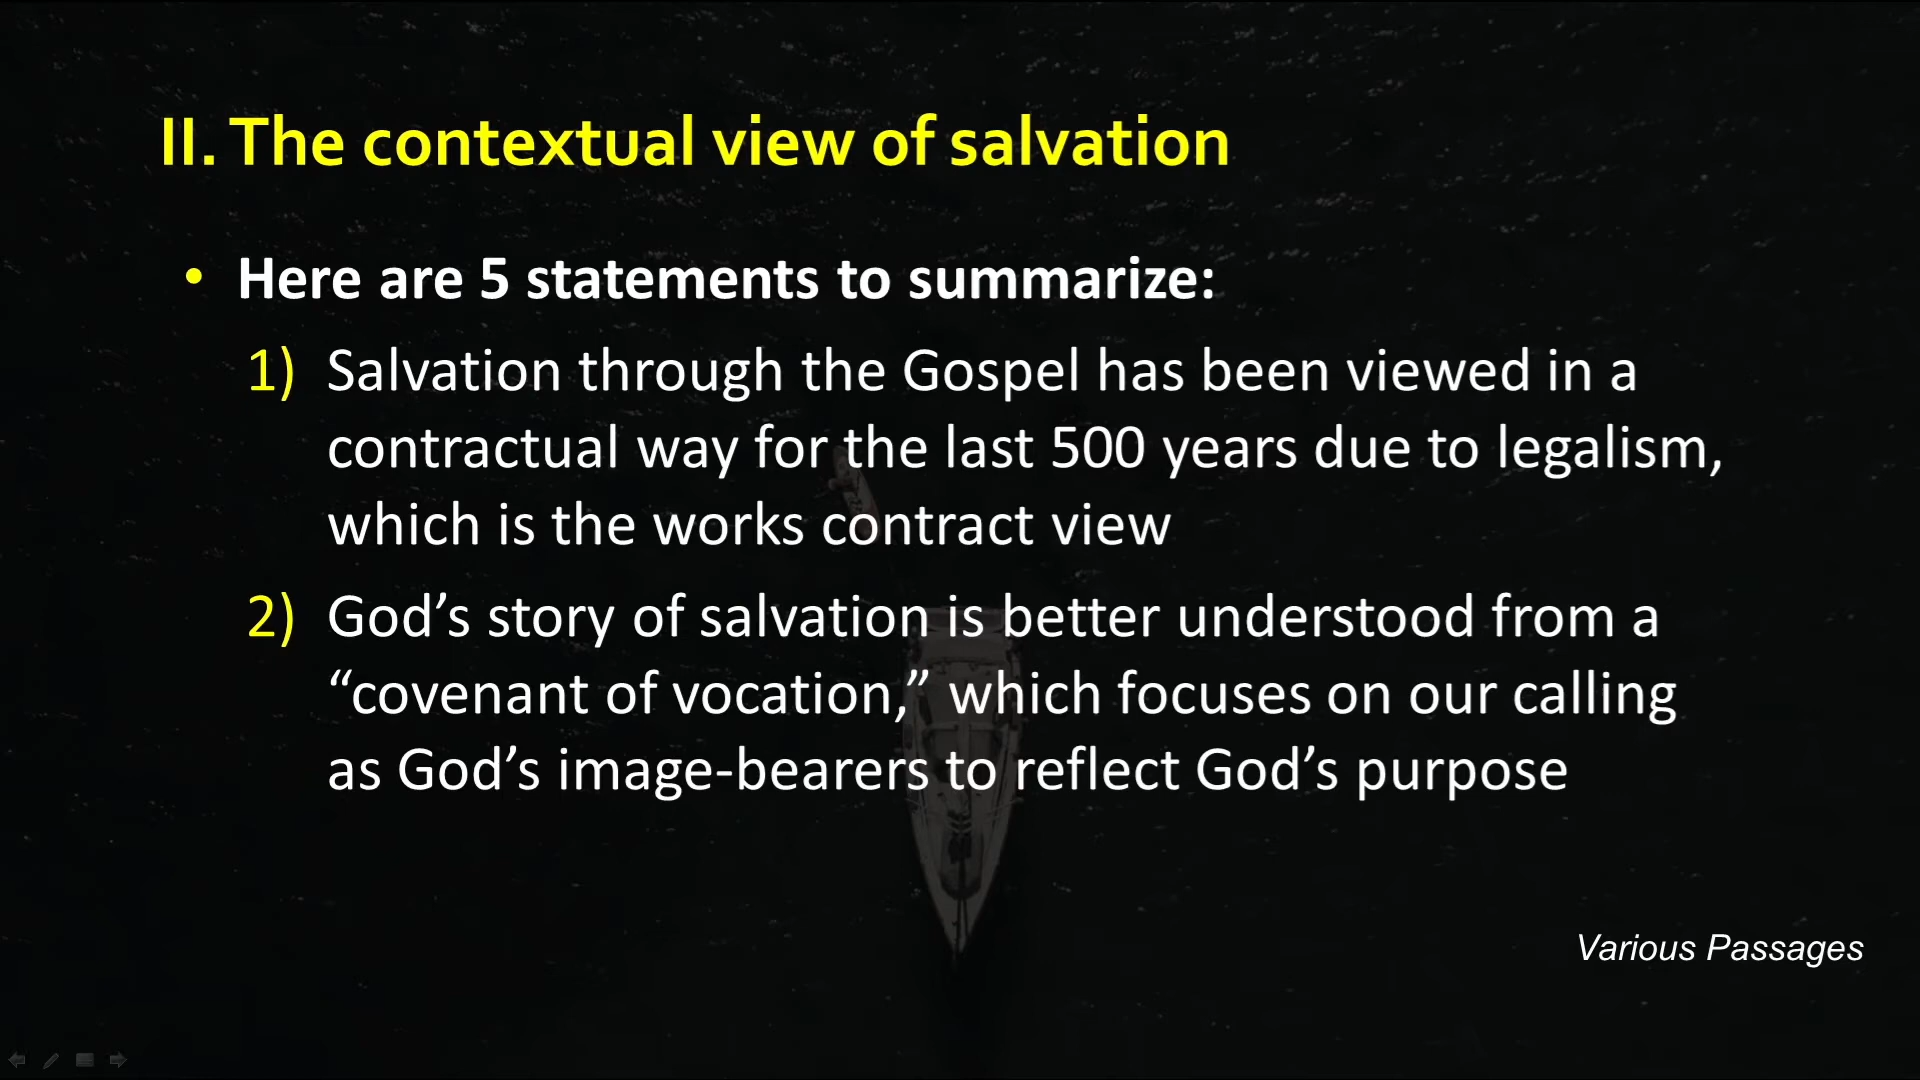 II. The contextual view of salvation
• Here are 5 statements to summarize:
1) Salvation through the Gospel has been viewed in a
contractual way for the last 500 years due to legalism,
which is the works contract view
2) God’s story of salvation is better understood from a
“covenant of vocation,” which focuses on our calling
as God’s image-bearers to reflect God’s purpose
Various Passages